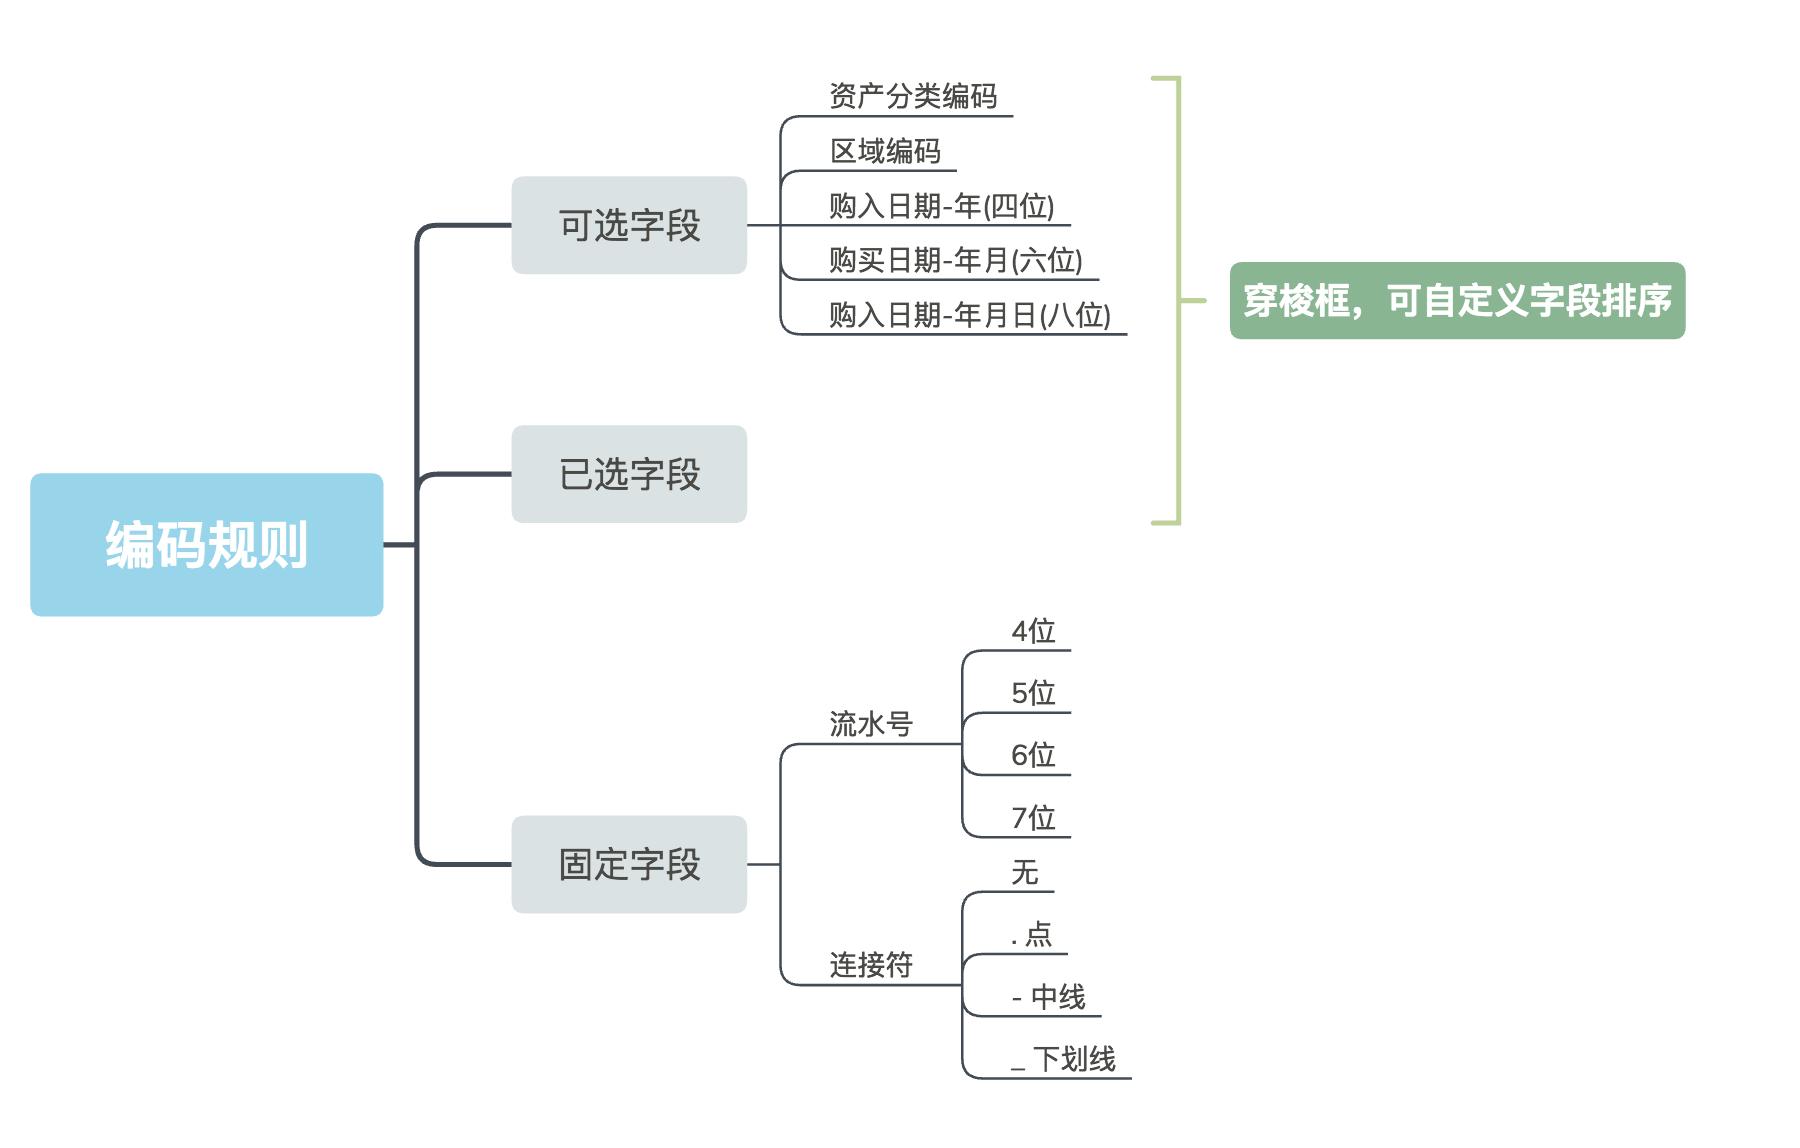 编码规则
可选字段
资产分类编码
区域编码
购入日期-年(四位)
购买日期-年月(六位)
购入日期-年月日(八位)
已选字段
穿梭框，可自定义字段排序
固定字段
流水号
4位
5位
6位
7位
连接符
无
. 点
- 中线
_ 下划线